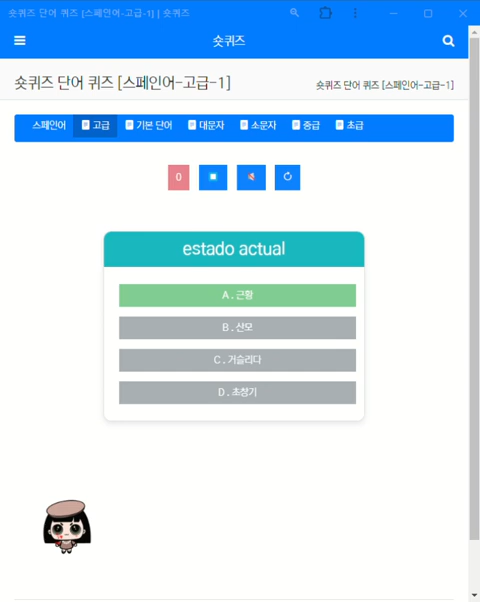 숏퀴즈 단어 퀴즈 [스페인어-고급-1] | 숏퀴즈
숏퀴즈
숏퀴즈 단어 퀴즈 [스페인어-고급-1]
숏퀴즈 단어 퀴즈 [스페인어-고급-1]
스페인어 고급 기본 단어 대문자 소문자 중급 초급
0
estado actual
A . 근황
B . 산모
C . 거슬리다
D . 초창기